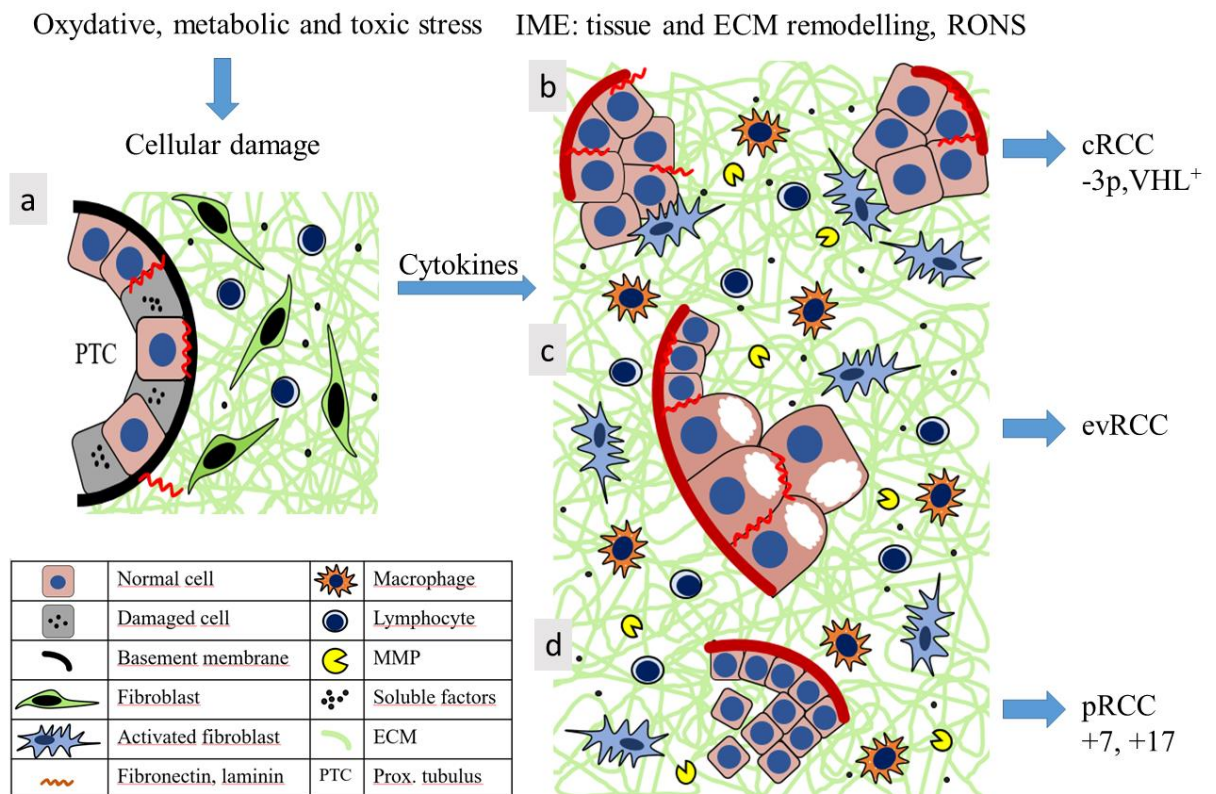 Oxydative, metabolic and toxic stress
IME: tissue and ECM remodelling, RONS
Cellular damage
a
PTC
Cytokines
b
cRCC
-3p,VHL⁺
c
evRCC
d
pRCC
+7, +17
Normal cell
Macrophage
Damaged cell
Lymphocyte
Basement membrane
MMP
Fibroblast
Soluble factors
Activated fibroblast
ECM
Fibronectin, laminin
PTC
Prox. tubulus